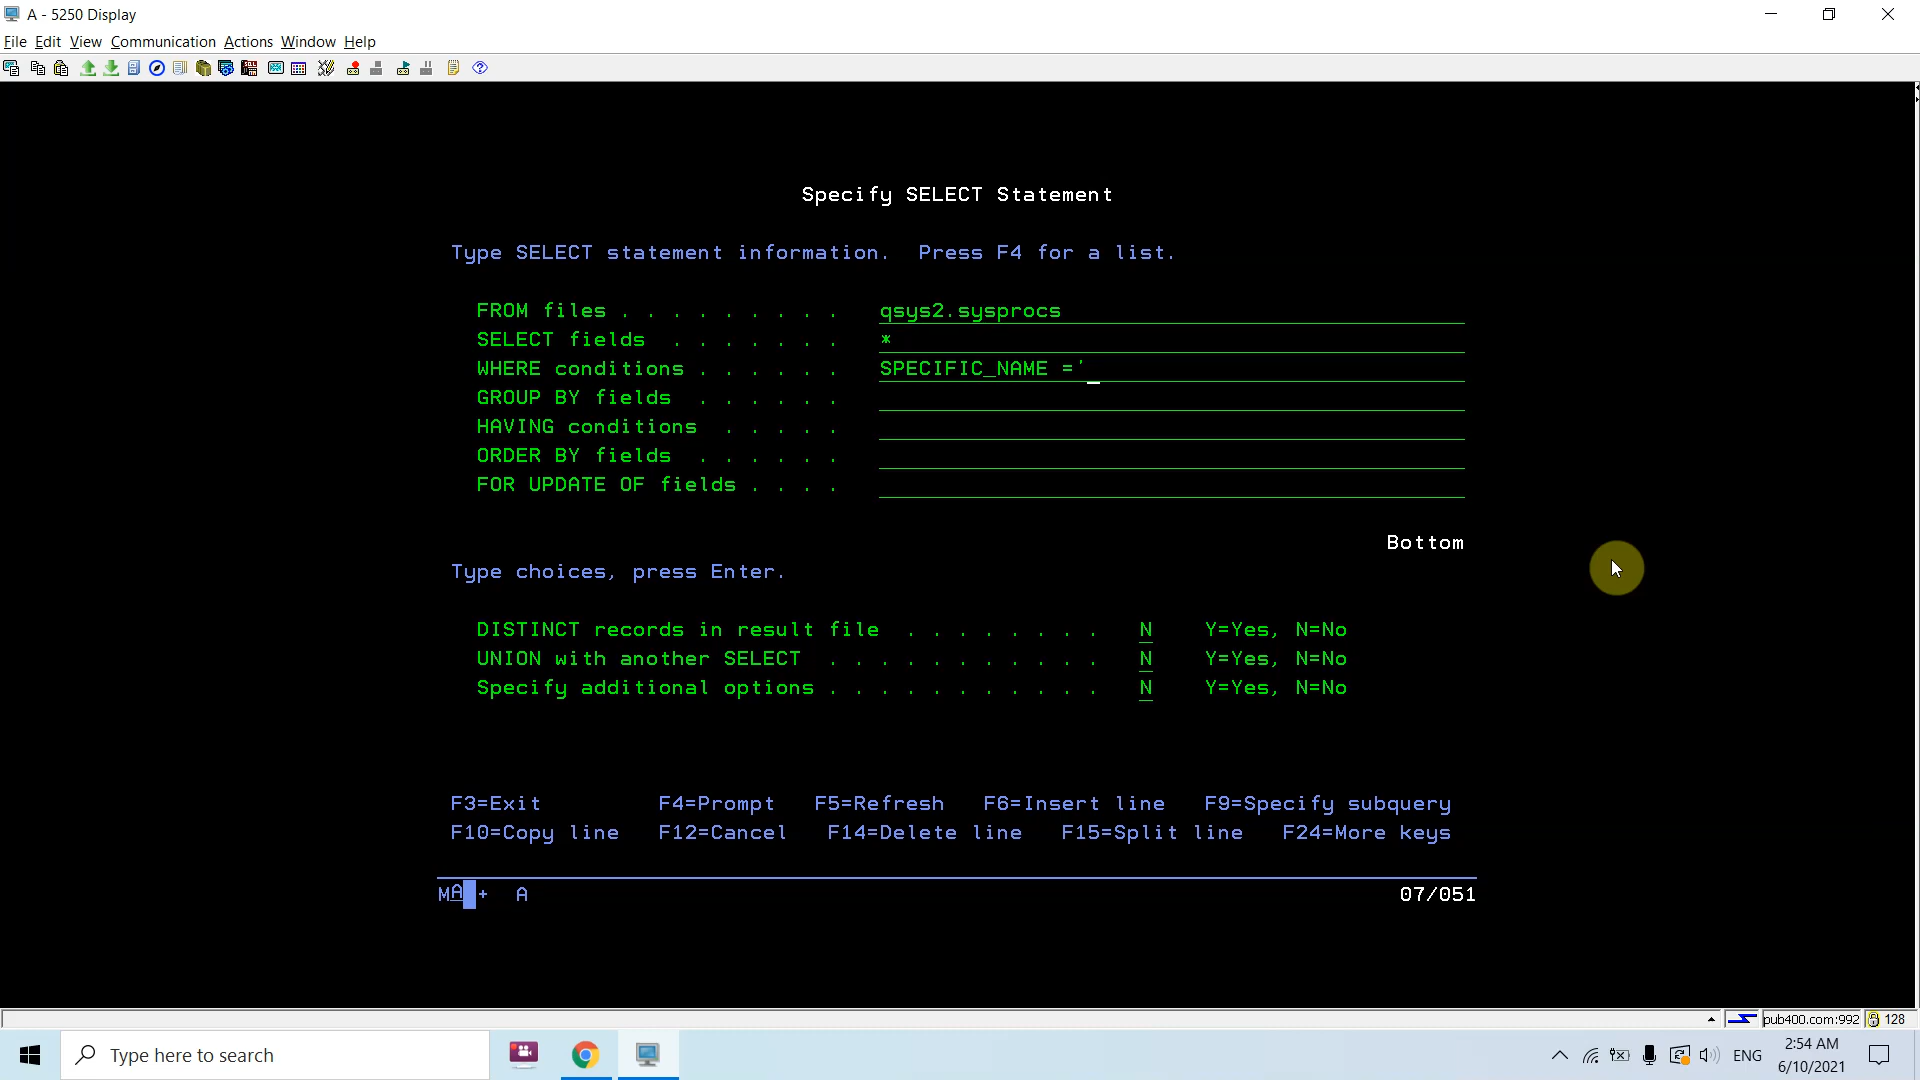 A - 5250 Display
File Edit View Communication Actions Window Help
Specify SELECT Statement
Type SELECT statement information. Press F4 for a list.
FROM files . . . . . . . . . qsys2.sysprocs
SELECT fields . . . . . . . *
WHERE conditions . . . . . . SPECIFIC_NAME ='_
GROUP BY fields . . . . . .
HAVING conditions . . . . .
ORDER BY fields . . . . . .
FOR UPDATE OF fields . . . .
Bottom
Type choices, press Enter.
DISTINCT records in result file . . . . . . . . N Y=Yes, N=No
UNION with another SELECT . . . . . . . . . . . N Y=Yes, N=No
Specify additional options . . . . . . . . . . . N Y=Yes, N=No
F3=Exit F4=Prompt F5=Refresh F6=Insert line F9=Specify subquery
F10=Copy line F12=Cancel F14=Delete line F15=Split line F24=More keys
MA + A 07/051
pub400.com:992 128
Type here to search
ENG
2:54 AM
6/10/2021